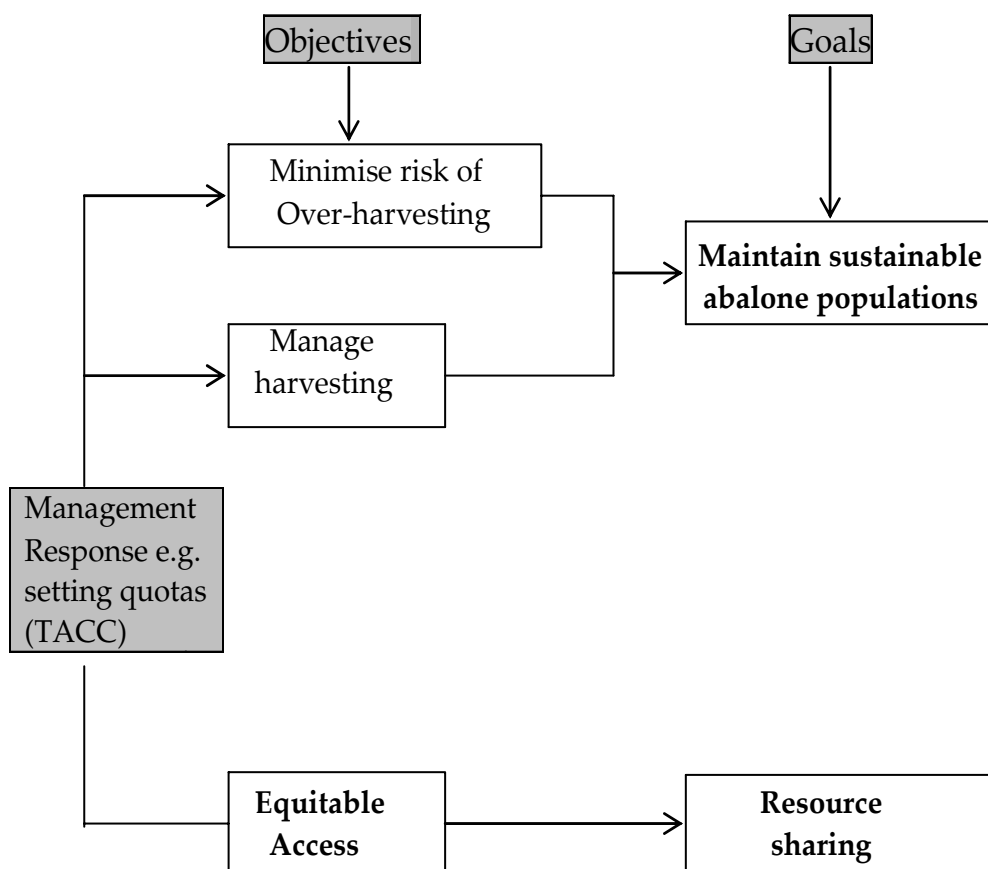 Objectives
Goals
Minimise risk of
Over-harvesting
Maintain sustainable
abalone populations
Manage
harvesting
Management
Response e.g.
setting quotas
(TACC)
Equitable
Access
Resource
sharing